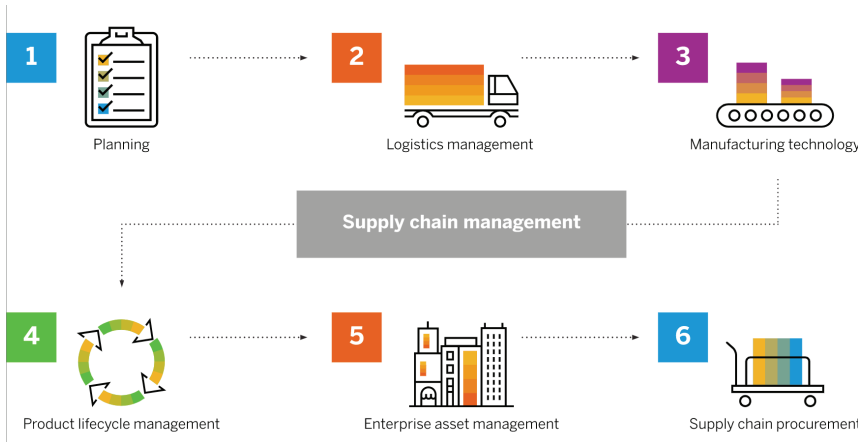 1
Planning
2
Logistics management
3
Manufacturing technology
Supply chain management
4
Product lifecycle management
5
Enterprise asset management
6
Supply chain procurement